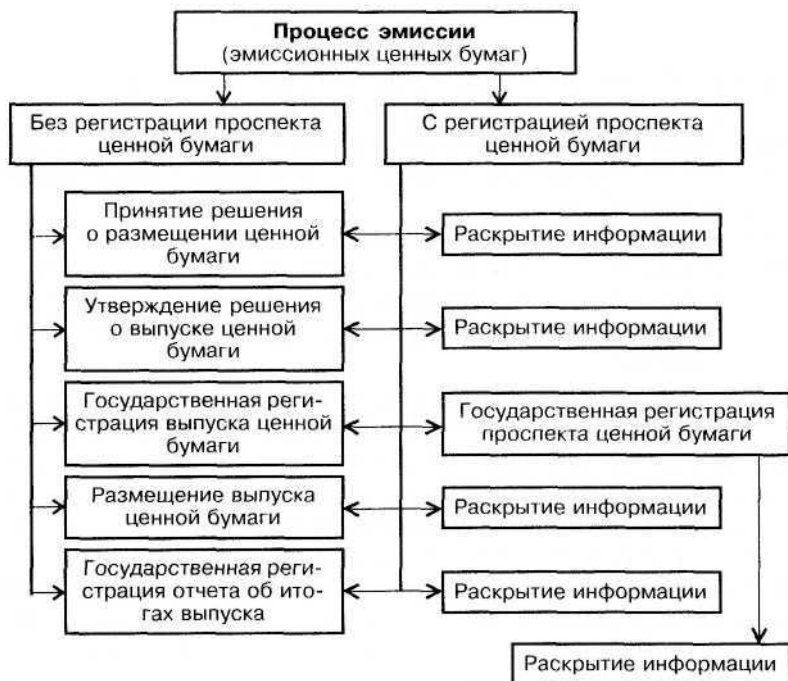 Процесс эмиссии
(эмиссионных ценных бумаг)
Без регистрации проспекта
ценной бумаги
С регистрацией проспекта
ценной бумаги
Принятие решения
о размещении ценной
бумаги
Раскрытие информации
Утверждение решения
о выпуске ценной
бумаги
Раскрытие информации
Государственная реги-
страция выпуска ценной
бумаги
Государственная регистрация
проспекта ценной бумаги
Размещение выпуска
ценной бумаги
Раскрытие информации
Государственная реги-
страция отчета об ито-
гах выпуска
Раскрытие информации
Раскрытие информации